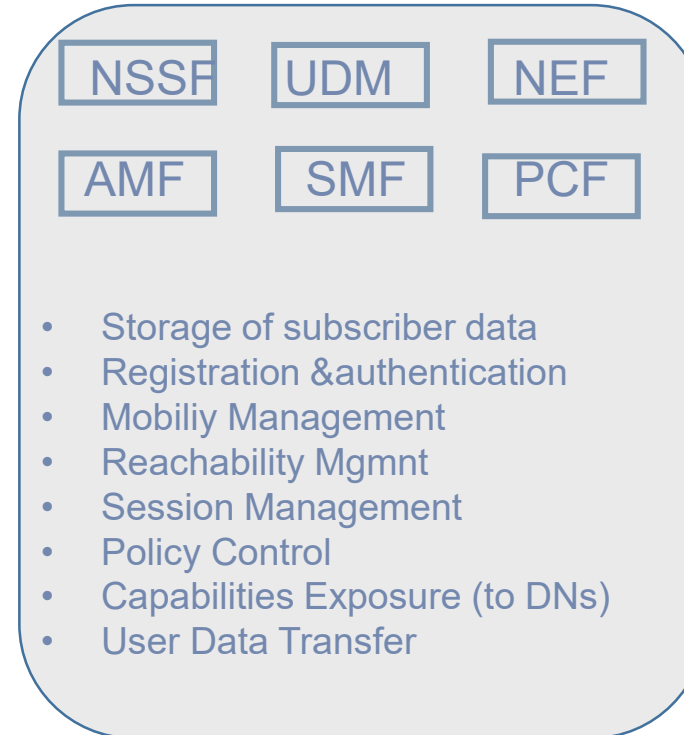 NSSF UDM NEF
AMF SMF PCF
• Storage of subscriber data
• Registration &authentication
• Mobiliy Management
• Reachability Mgmnt
• Session Management
• Policy Control
• Capabilities Exposure (to DNs)
• User Data Transfer